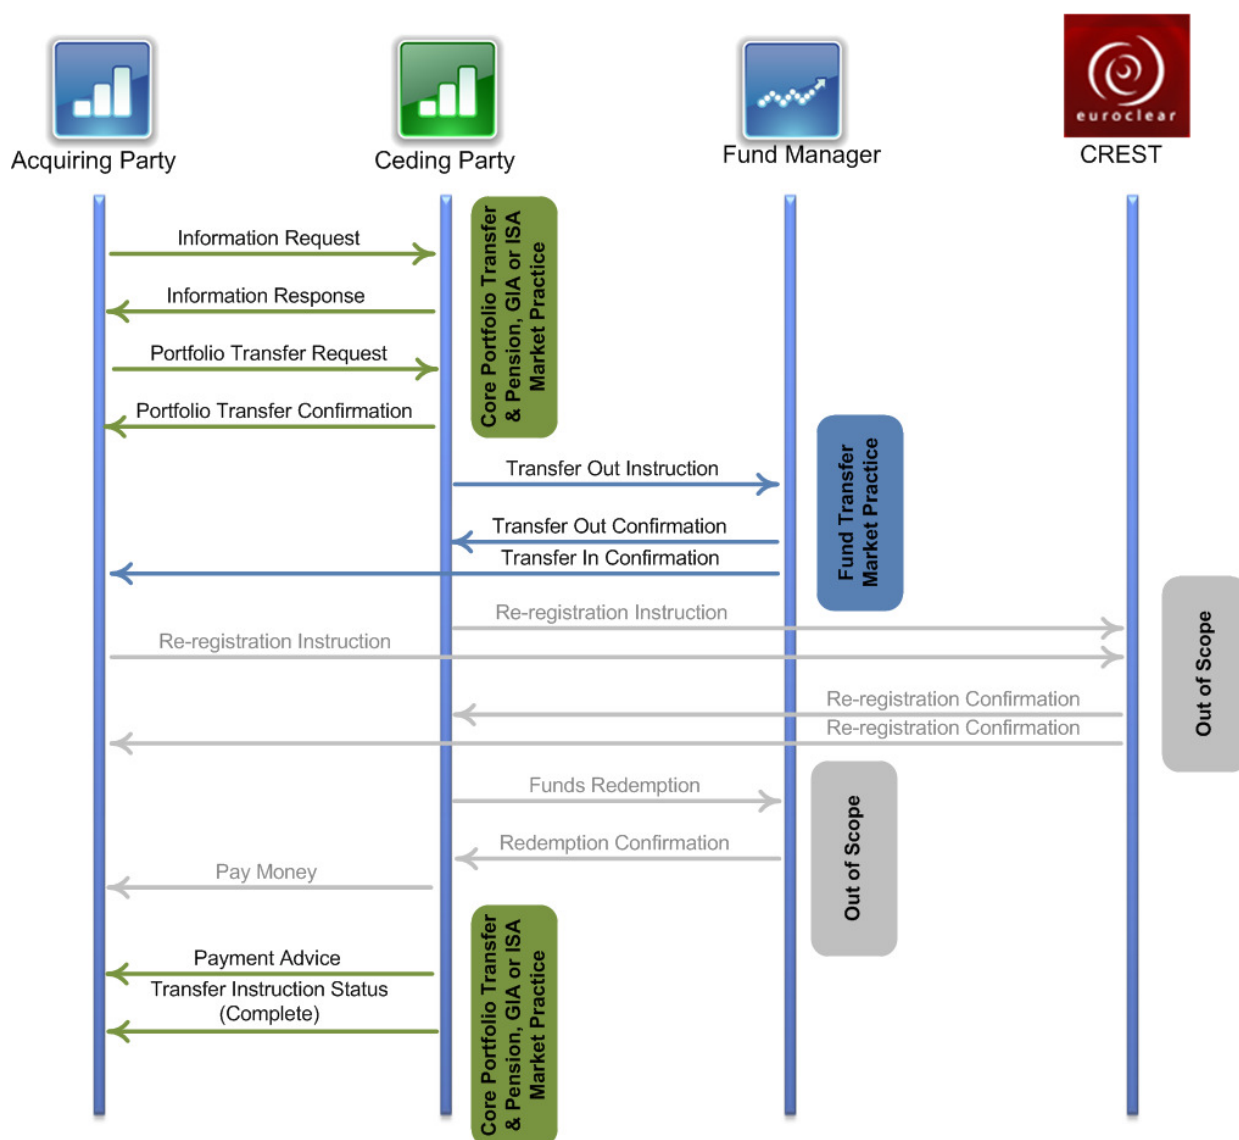 euroclear
Acquiring Party
Ceding Party
Fund Manager
CREST
Core Portfolio Transfer
& Pension, GIA or ISA
Market Practice
Information Request
Information Response
Portfolio Transfer Request
Portfolio Transfer Confirmation
Fund Transfer
Market Practice
Transfer Out Instruction
Transfer Out Confirmation
Transfer In Confirmation
Out of Scope
Re-registration Instruction
Re-registration Instruction
Re-registration Confirmation
Re-registration Confirmation
Out of Scope
Funds Redemption
Redemption Confirmation
Pay Money
Core Portfolio Transfer
& Pension, GIA or ISA
Market Practice
Payment Advice
Transfer Instruction Status
(Complete)